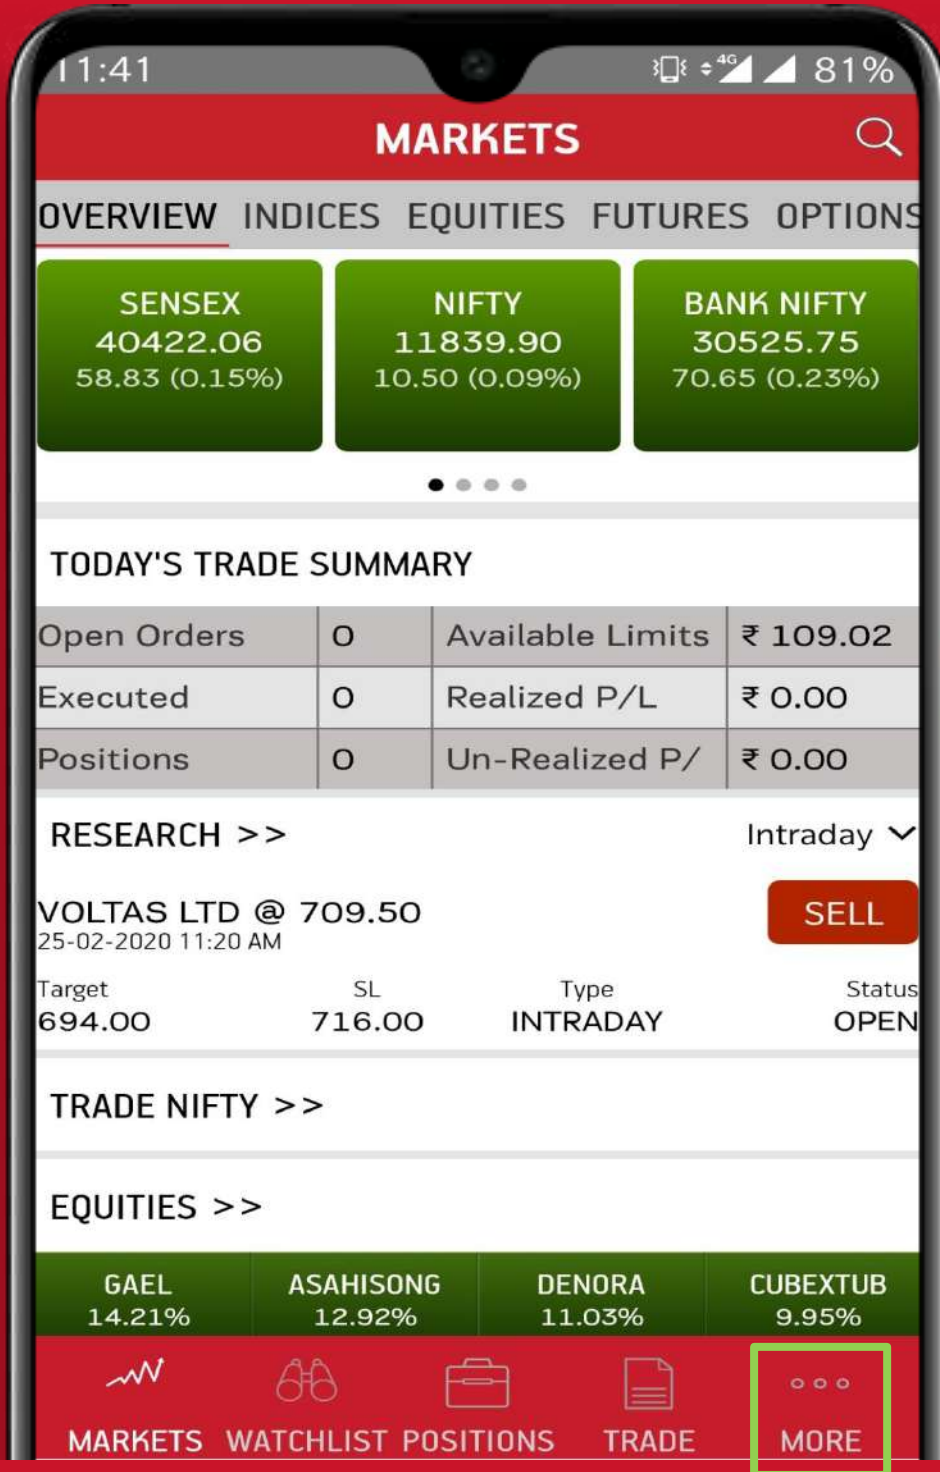 11:41 4G 81%
MARKETS
OVERVIEW INDICES EQUITIES FUTURES OPTIONS
SENSEX NIFTY BANK NIFTY
40422.06 11839.90 30525.75
58.83 (0.15%) 10.50 (0.09%) 70.65 (0.23%)
TODAY'S TRADE SUMMARY
Open Orders 0 Available Limits ₹ 109.02
Executed 0 Realized P/L ₹ 0.00
Positions 0 Un-Realized P/ ₹ 0.00
RESEARCH >> Intraday
VOLTAS LTD @ 709.50 SELL
25-02-2020 11:20 AM
Target SL Type Status
694.00 716.00 INTRADAY OPEN
TRADE NIFTY >>
EQUITIES >>
GAEL ASAHISONG DENORA CUBEXTUB
14.21% 12.92% 11.03% 9.95%
MARKETS WATCHLIST POSITIONS TRADE MORE